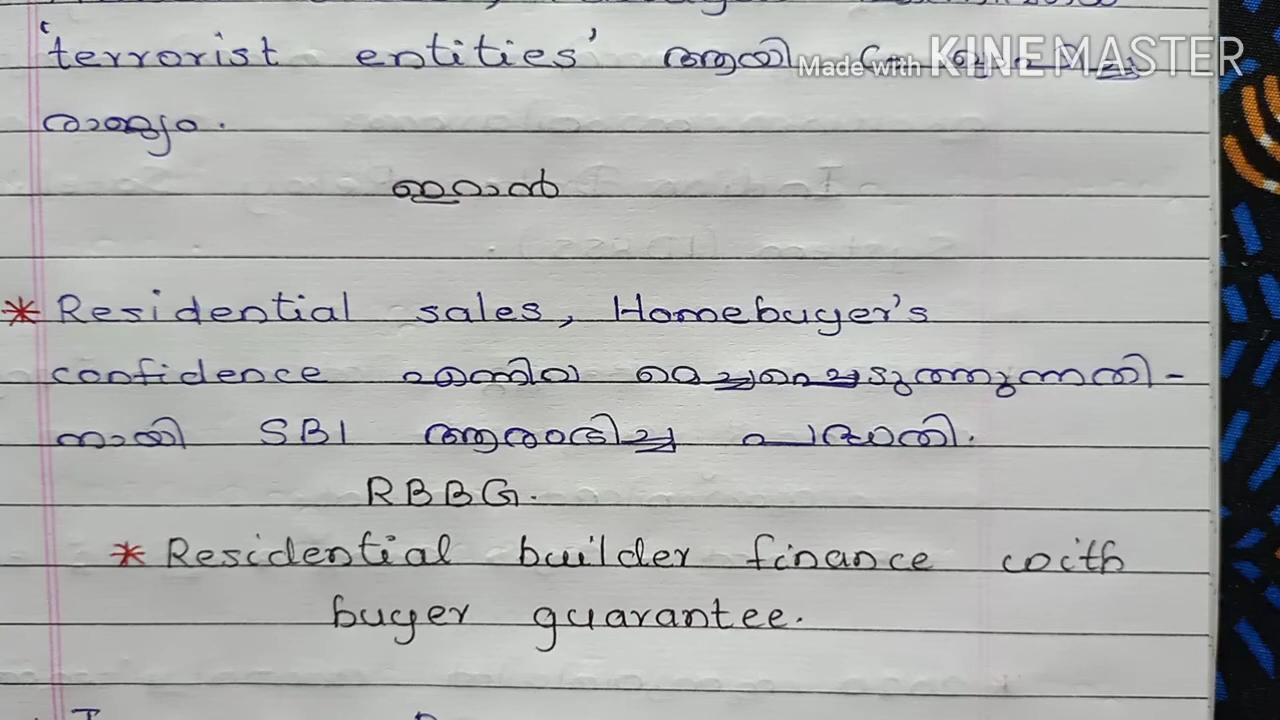 'terrorist entities' ആയി
Made with KINEMASTER
രാജ്യം.
ഇറാൻ
* Residential sales, Homebuyer's
confidence എന്നിവ മെച്ചപ്പെടുത്തുന്നതി-
നായി SBI ആരംഭിച്ച പദ്ധതി.
RBBG.
* Residential builder finance with
buyer guarantee.